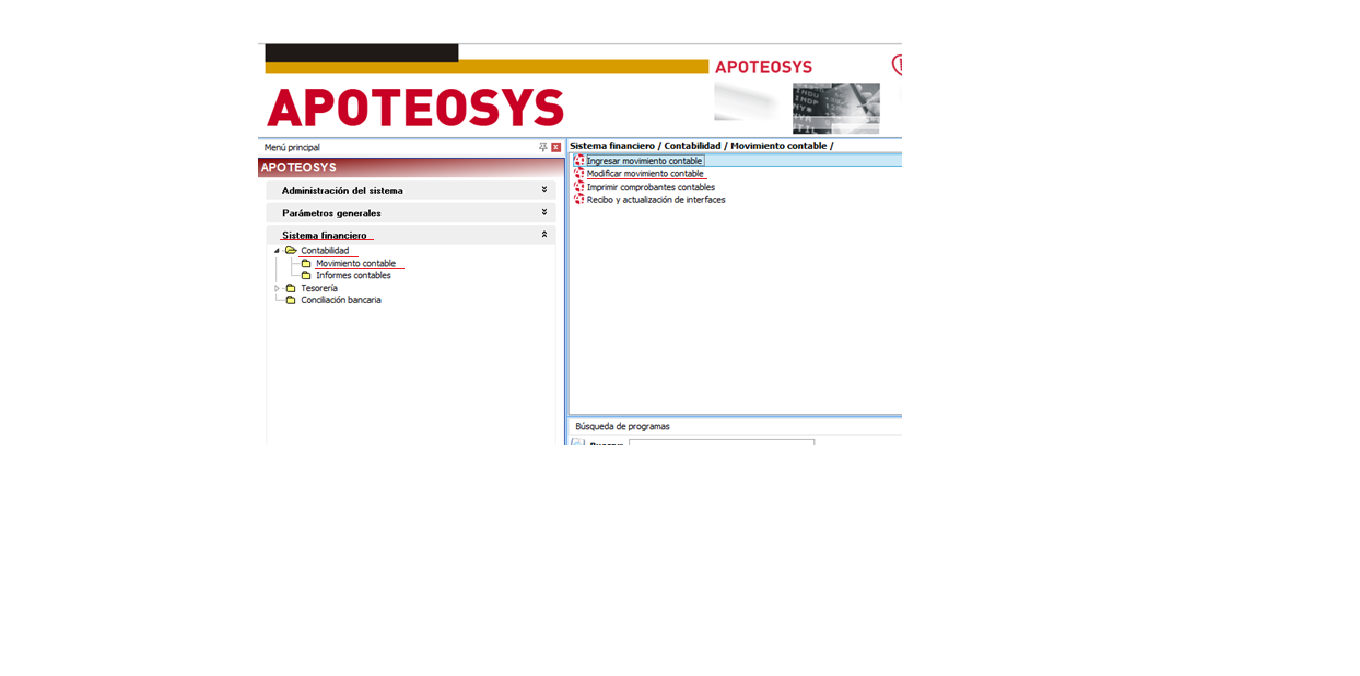 APOTEOSYS
APOTEOSYS
Menú principal
APOTEOSYS
Administración del sistema
Parámetros generales
Sistema financiero
Contabilidad
Movimiento contable
Informes contables
Tesorería
Conciliación bancaria
Sistema financiero / Contabilidad / Movimiento contable /
Ingresar movimiento contable
Modificar movimiento contable
Imprimir comprobantes contables
Recibo y actualización de interfaces
Búsqueda de programas